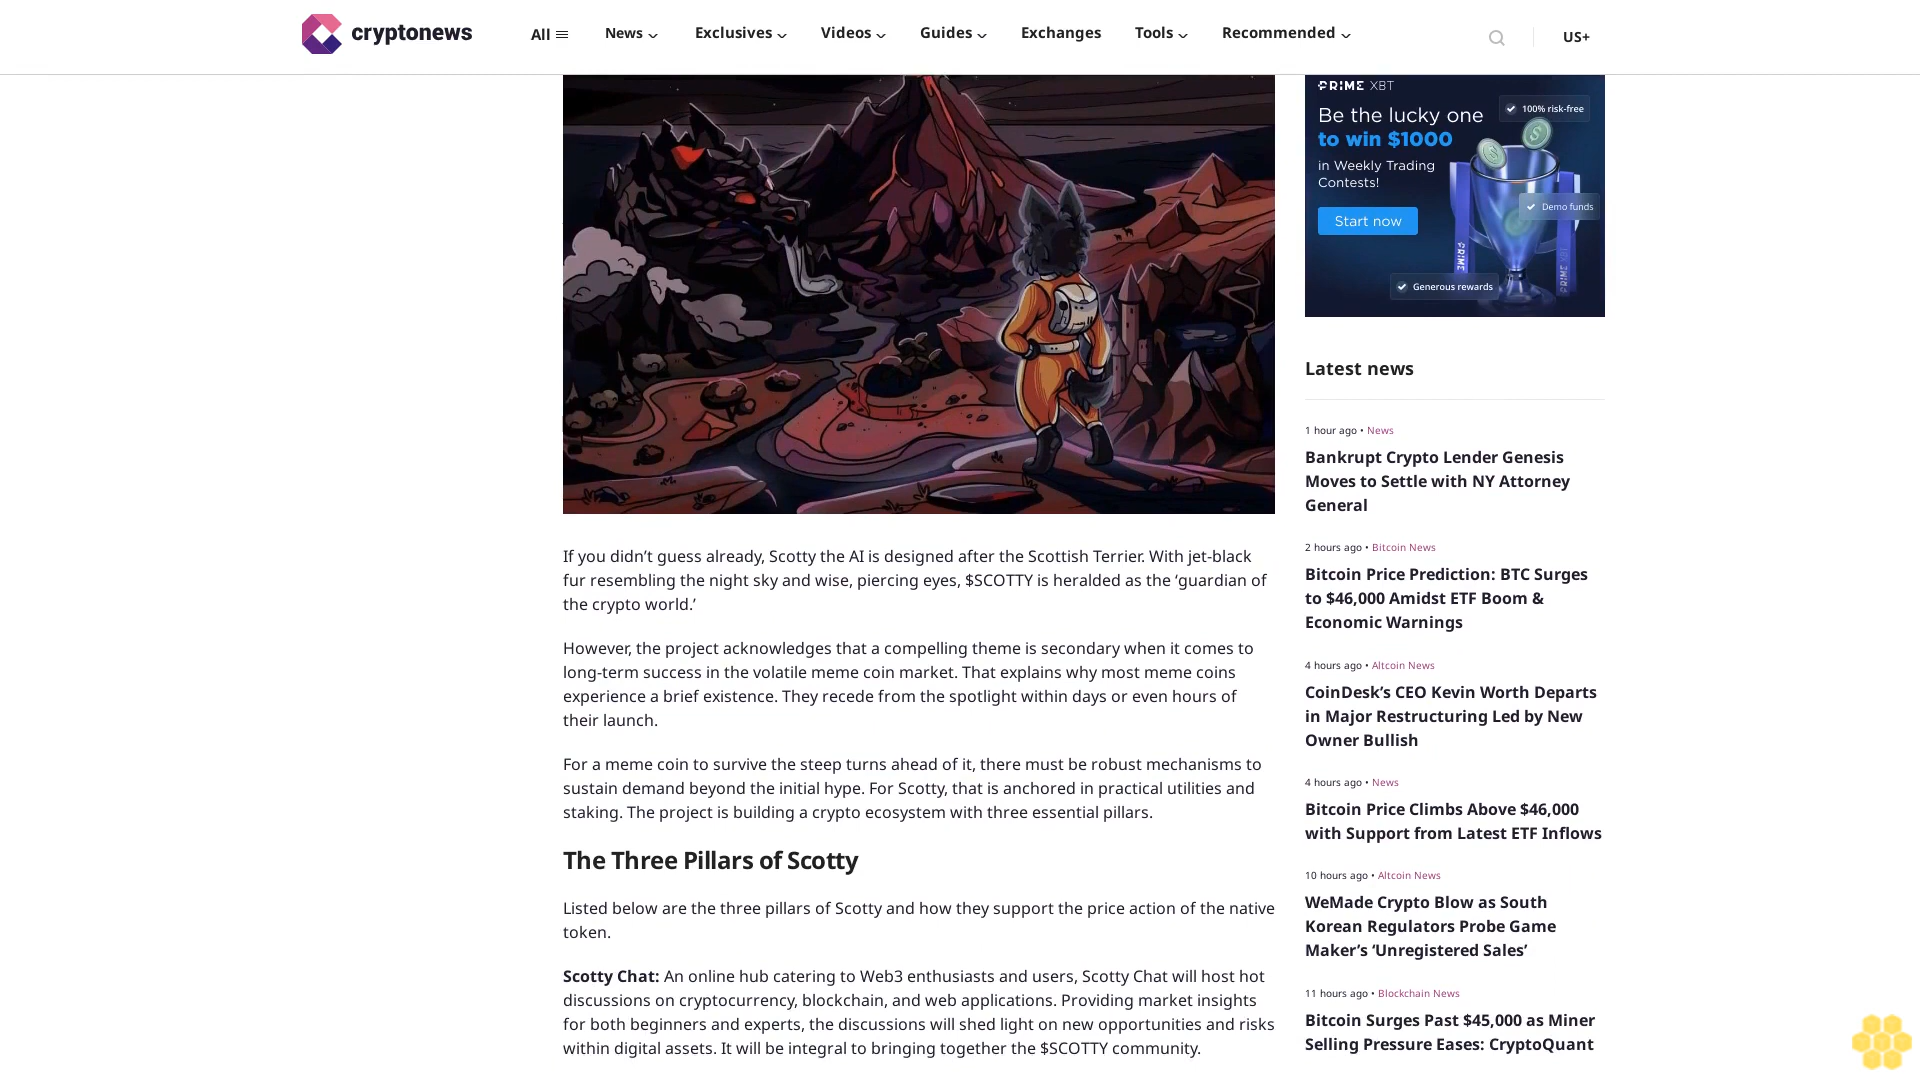 cryptonews
All
News
Exclusives
Videos
Guides
Exchanges
Tools
Recommended
US+
PRIME XBT
Be the lucky one
100% risk-free
to win $1000
in Weekly Trading
Contests!
Demo funds
Start now
PRIME
PRIME XBT
Generous rewards
If you didn’t guess already, Scotty the AI is designed after the Scottish Terrier. With jet-black
fur resembling the night sky and wise, piercing eyes, $SCOTTY is heralded as the ‘guardian of
the crypto world.’
However, the project acknowledges that a compelling theme is secondary when it comes to
long-term success in the volatile meme coin market. That explains why most meme coins
experience a brief existence. They recede from the spotlight within days or even hours of
their launch.
For a meme coin to survive the steep turns ahead of it, there must be robust mechanisms to
sustain demand beyond the initial hype. For Scotty, that is anchored in practical utilities and
staking. The project is building a crypto ecosystem with three essential pillars.
The Three Pillars of Scotty
Listed below are the three pillars of Scotty and how they support the price action of the native
token.
Scotty Chat: An online hub catering to Web3 enthusiasts and users, Scotty Chat will host hot
discussions on cryptocurrency, blockchain, and web applications. Providing market insights
for both beginners and experts, the discussions will shed light on new opportunities and risks
within digital assets. It will be integral to bringing together the $SCOTTY community.
Latest news
1 hour ago • News
Bankrupt Crypto Lender Genesis
Moves to Settle with NY Attorney
General
2 hours ago • Bitcoin News
Bitcoin Price Prediction: BTC Surges
to $46,000 Amidst ETF Boom &
Economic Warnings
4 hours ago • Altcoin News
CoinDesk’s CEO Kevin Worth Departs
in Major Restructuring Led by New
Owner Bullish
4 hours ago • News
Bitcoin Price Climbs Above $46,000
with Support from Latest ETF Inflows
10 hours ago • Altcoin News
WeMade Crypto Blow as South
Korean Regulators Probe Game
Maker’s ‘Unregistered Sales’
11 hours ago • Blockchain News
Bitcoin Surges Past $45,000 as Miner
Selling Pressure Eases: CryptoQuant